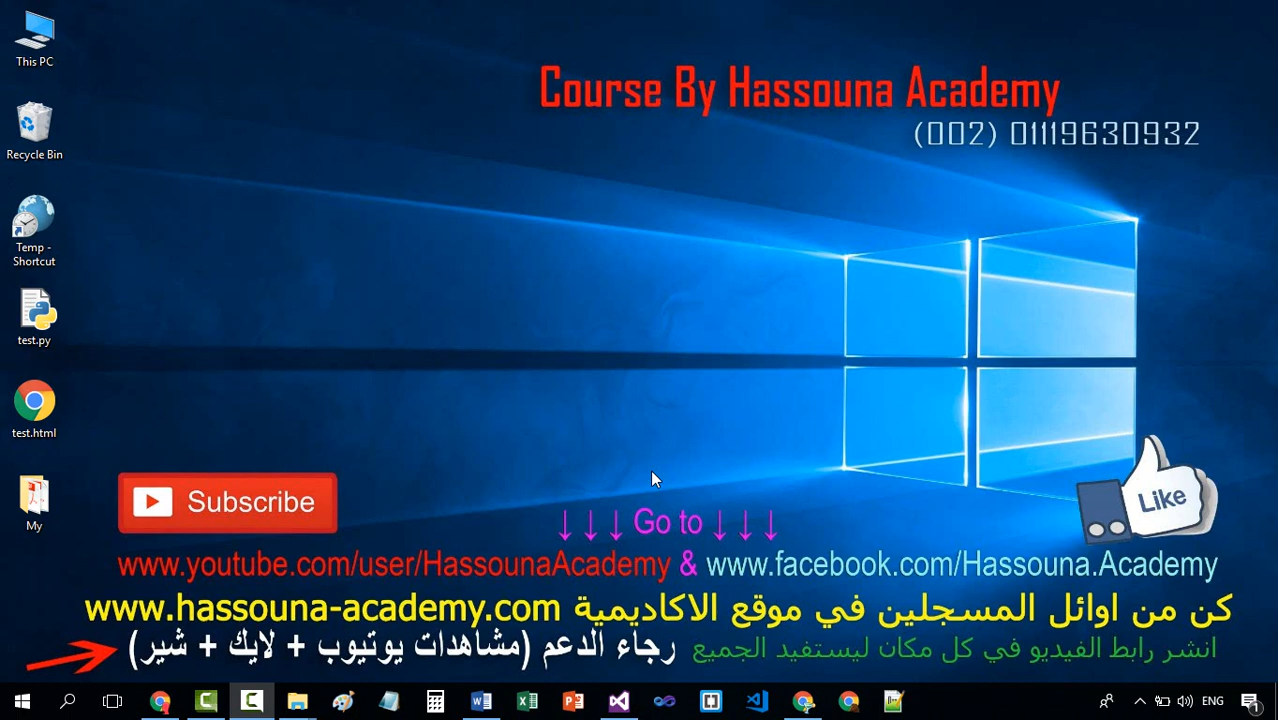 This PC
Recycle Bin
Temp -
Shortcut
test.py
test.html
My
Course By Hassouna Academy
(002) 01119630932
Subscribe
Like
↓↓↓ Go to ↓↓↓
www.youtube.com/user/HassounaAcademy & www.facebook.com/Hassouna.Academy
كن من اوائل المسجلين في موقع الاكاديمية www.hassouna-academy.com
انشر رابط الفيديو في كل مكان ليستفيد الجميع رجاء الدعم (مشاهدات يوتيوب + لايك + شير)
ENG
1